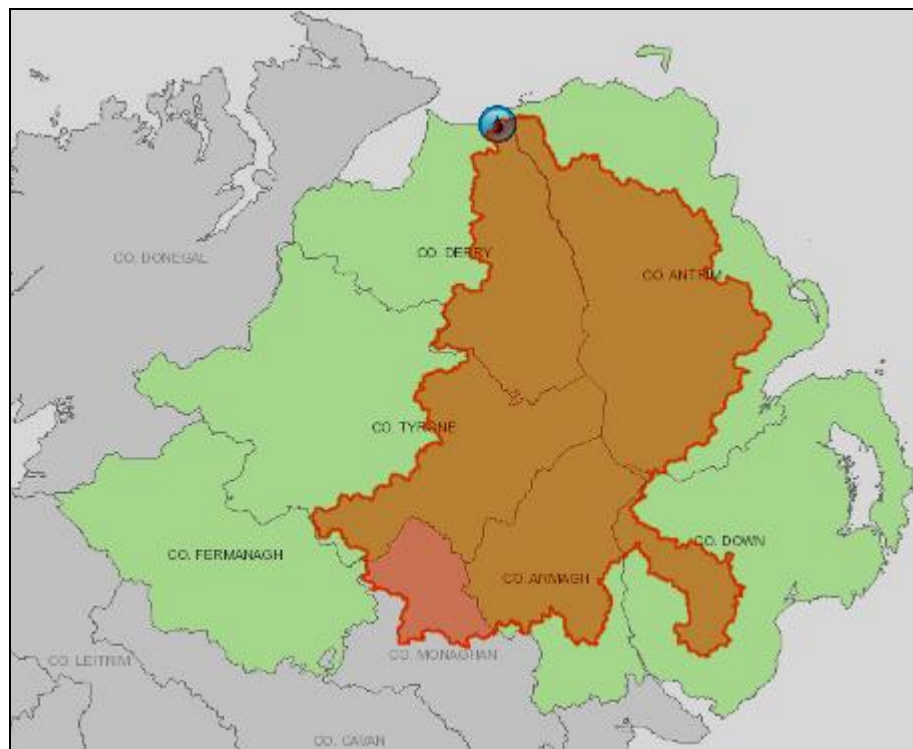 CO. DERRY
CO. DONEGAL
CO. ANTRIM
CO. TYRONE
CO. DOWN
CO. FERMANAGH
CO. ARMAGH
CO. MONAGHAN
CO. LEITRIM
CO. CAVAN